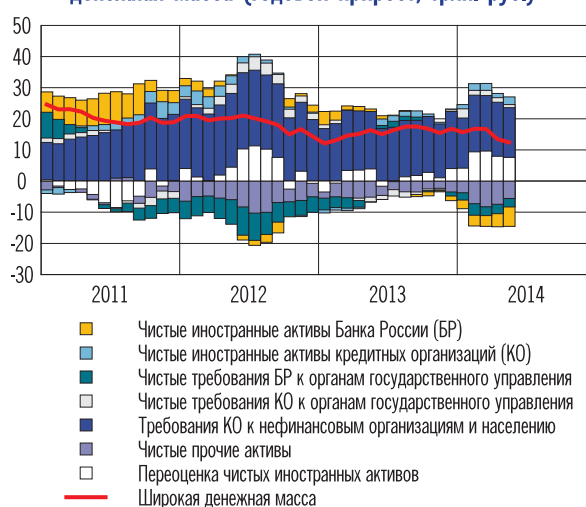 50
40
30
20
10
0
-10
-20
-30
2011 2012 2013 2014
Чистые иностранные активы Банка России (БР)
Чистые иностранные активы кредитных организаций (КО)
Чистые требования БР к органам государственного управления
Чистые требования КО к органам государственного управления
Требования КО к нефинансовым организациям и населению
Чистые прочие активы
Переоценка чистых иностранных активов
Широкая денежная масса